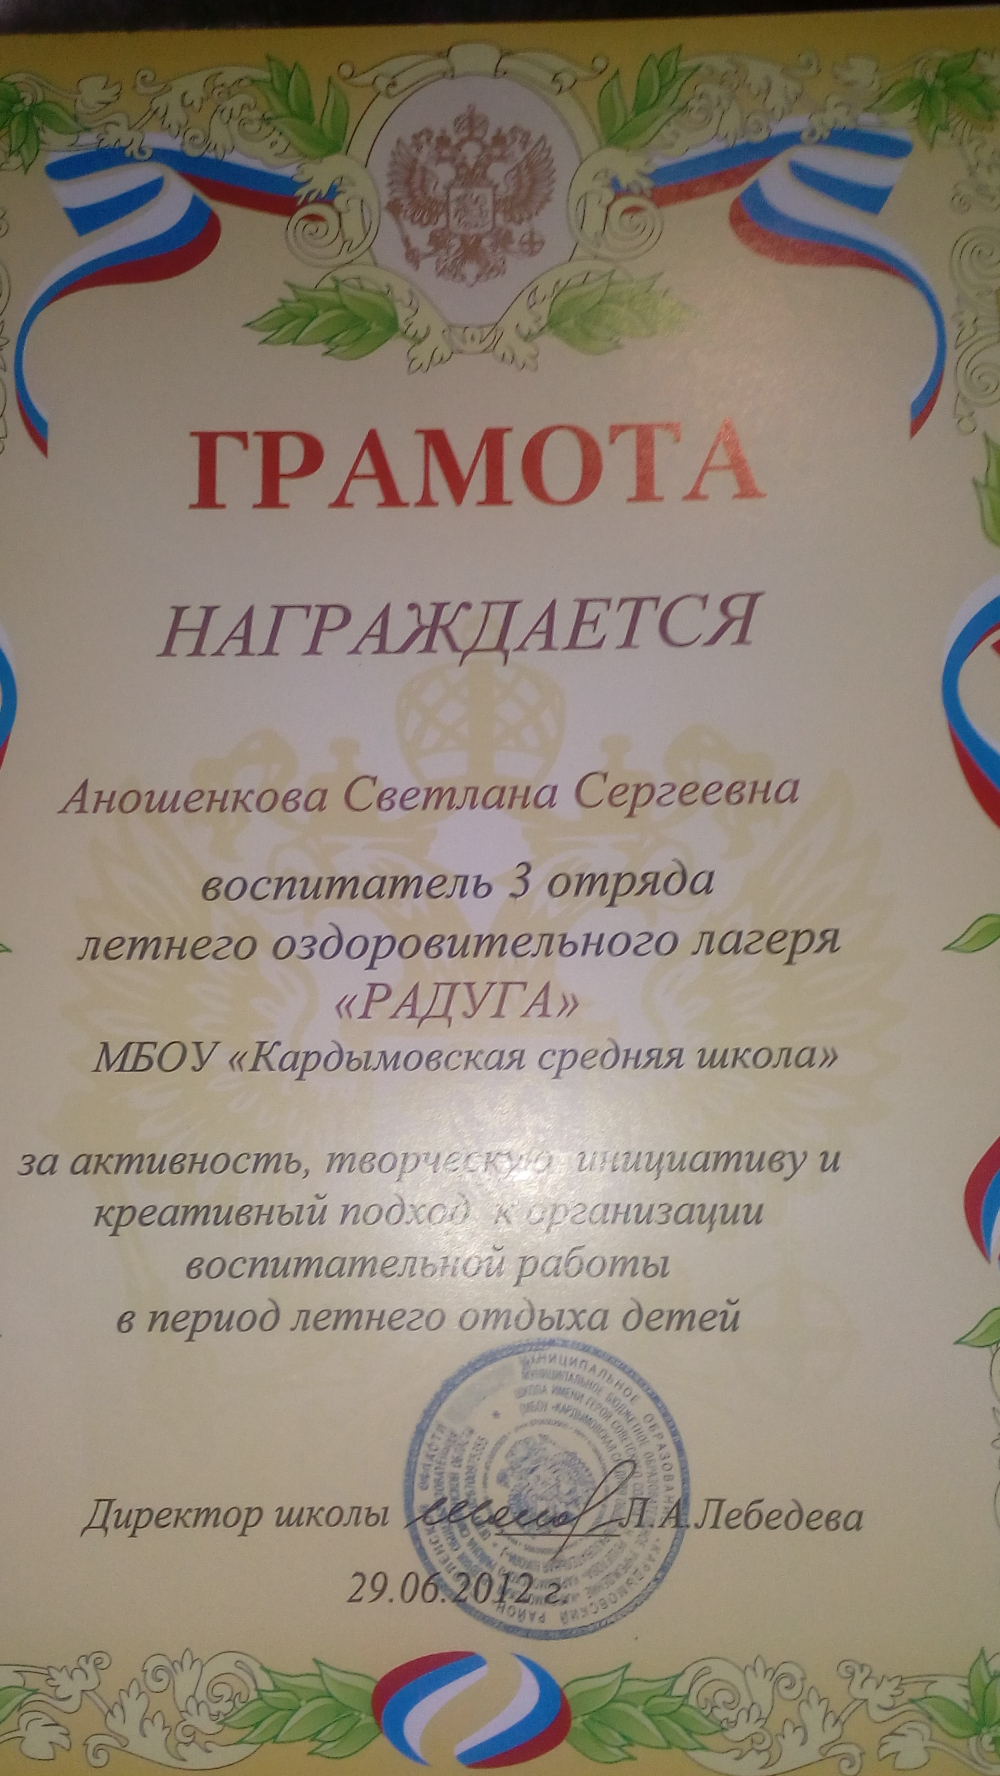 ГРАМОТА
НАГРАЖДАЕТСЯ
Аношенкова Светлана Сергеевна
воспитатель 3 отряда
летнего оздоровительного лагеря
«РАДУГА»
МБОУ «Кардымовская средняя школа»
за активность, творческую инициативу и
креативный подход к организации
воспитательной работы
в период летнего отдыха детей
Директор школы Л.А.Лебедева
29.06.2012 г.